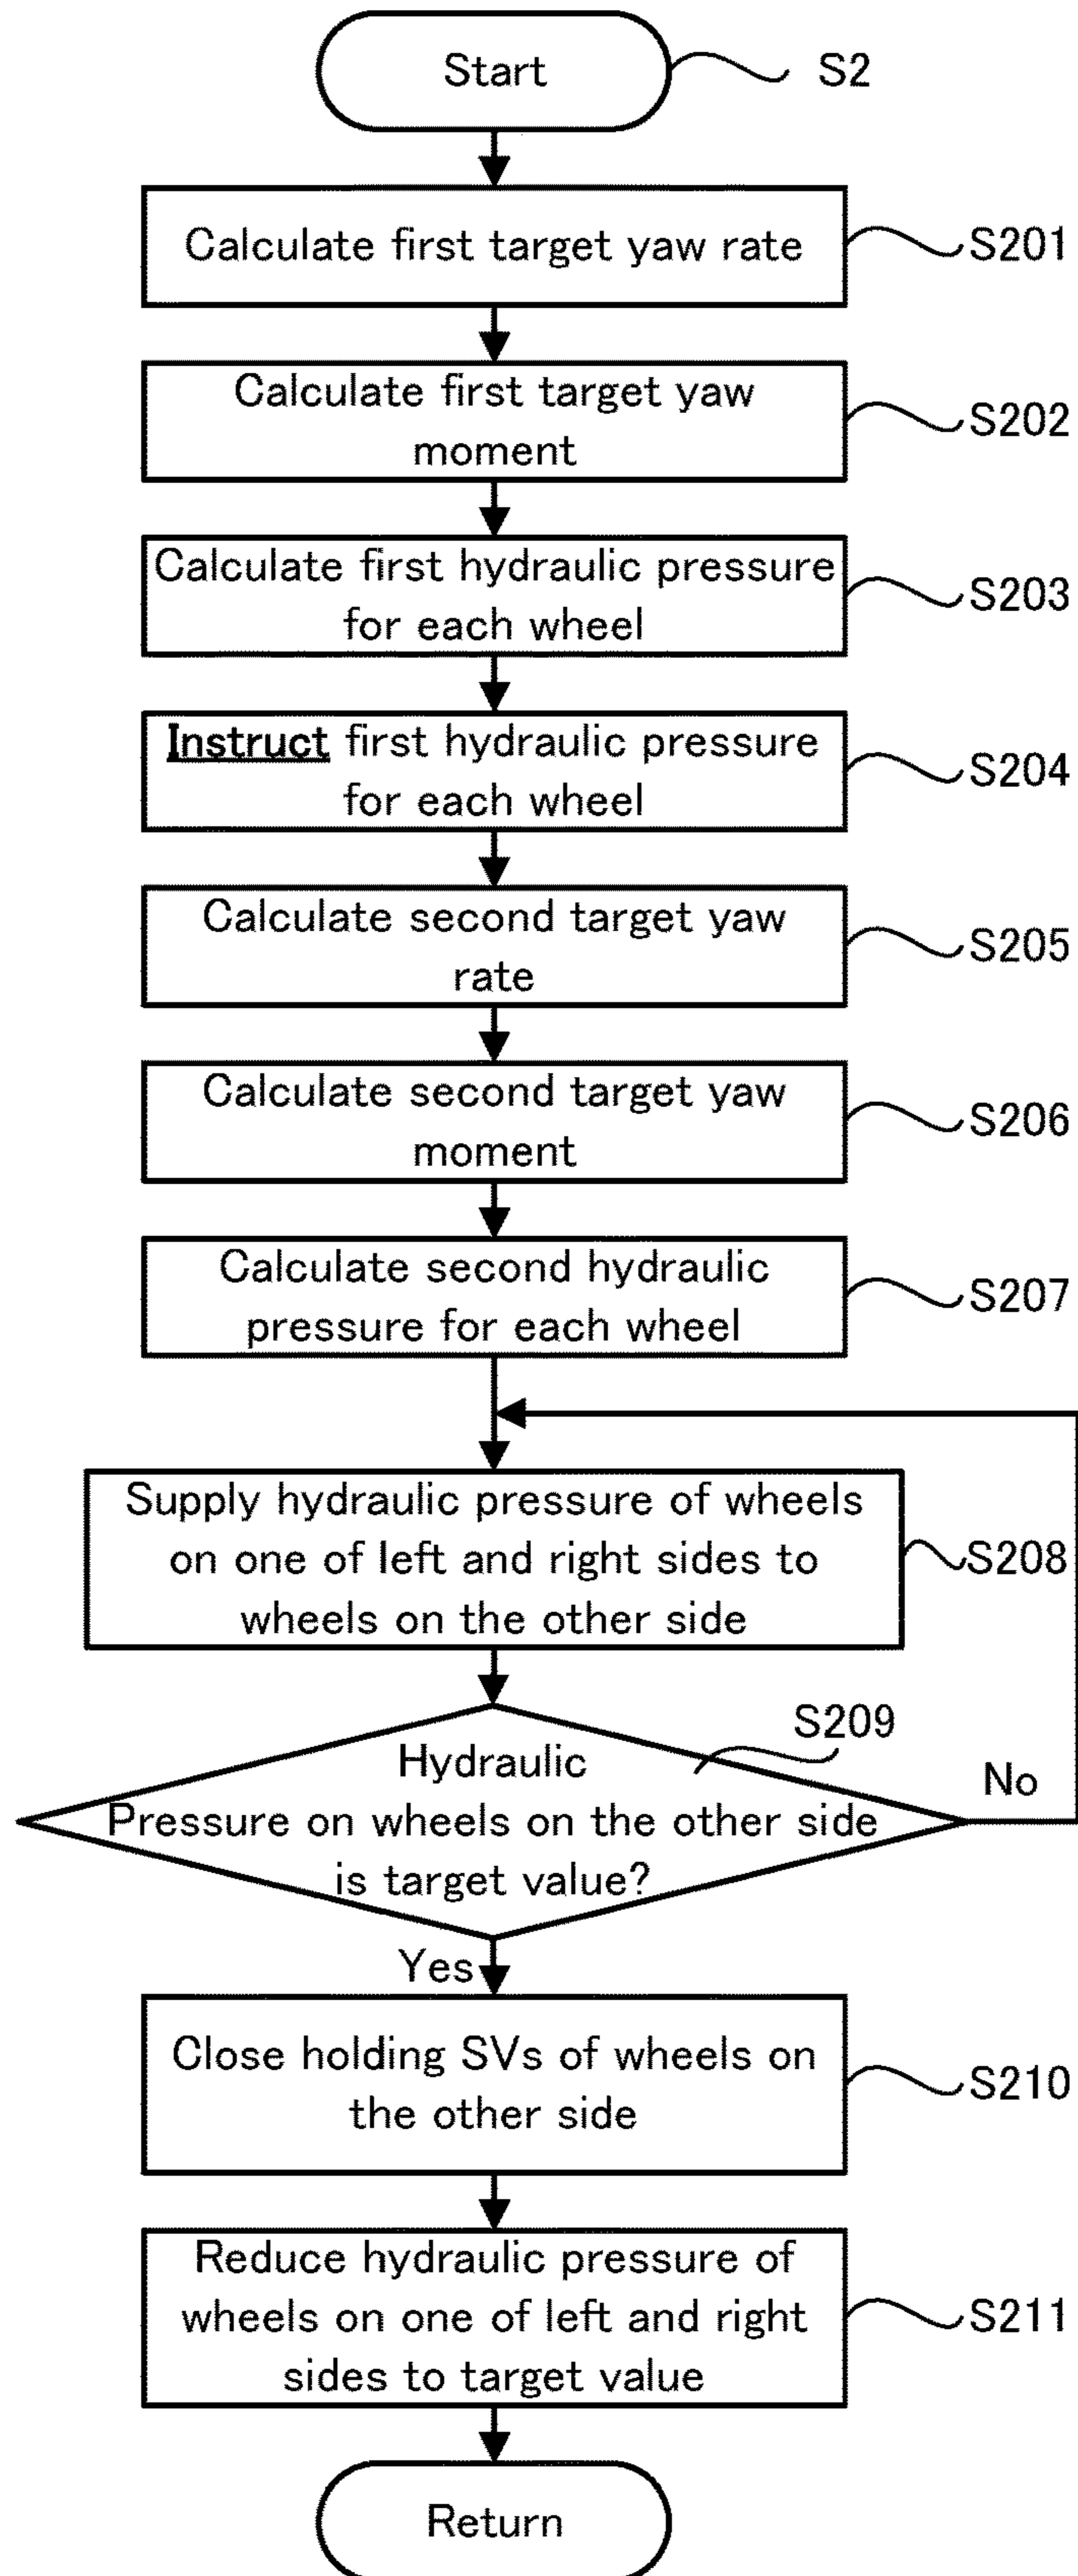 Start
S2
Calculate first target yaw rate
S201
Calculate first target yaw
moment
S202
Calculate first hydraulic pressure
for each wheel
S203
Instruct first hydraulic pressure
for each wheel
S204
Calculate second target yaw
rate
S205
Calculate second target yaw
moment
S206
Calculate second hydraulic
pressure for each wheel
S207
Supply hydraulic pressure of wheels
on one of left and right sides to
wheels on the other side
S208
S209
Hydraulic
Pressure on wheels on the other side
is target value?
No
Yes
Close holding SVs of wheels on
the other side
S210
Reduce hydraulic pressure of
wheels on one of left and right
sides to target value
S211
Return